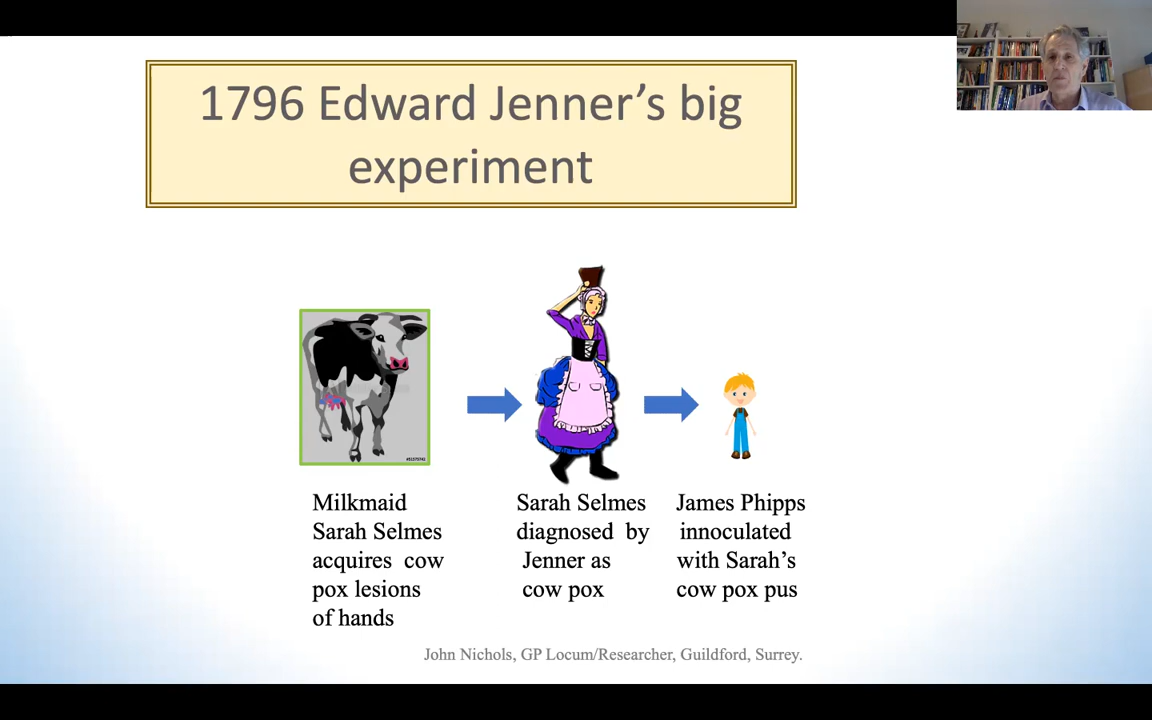 1796 Edward Jenner’s big
experiment
Milkmaid
Sarah Selmes
acquires cow
pox lesions
of hands
Sarah Selmes
diagnosed by
Jenner as
cow pox
James Phipps
innoculated
with Sarah’s
cow pox pus
John Nichols, GP Locum/Researcher, Guildford, Surrey.